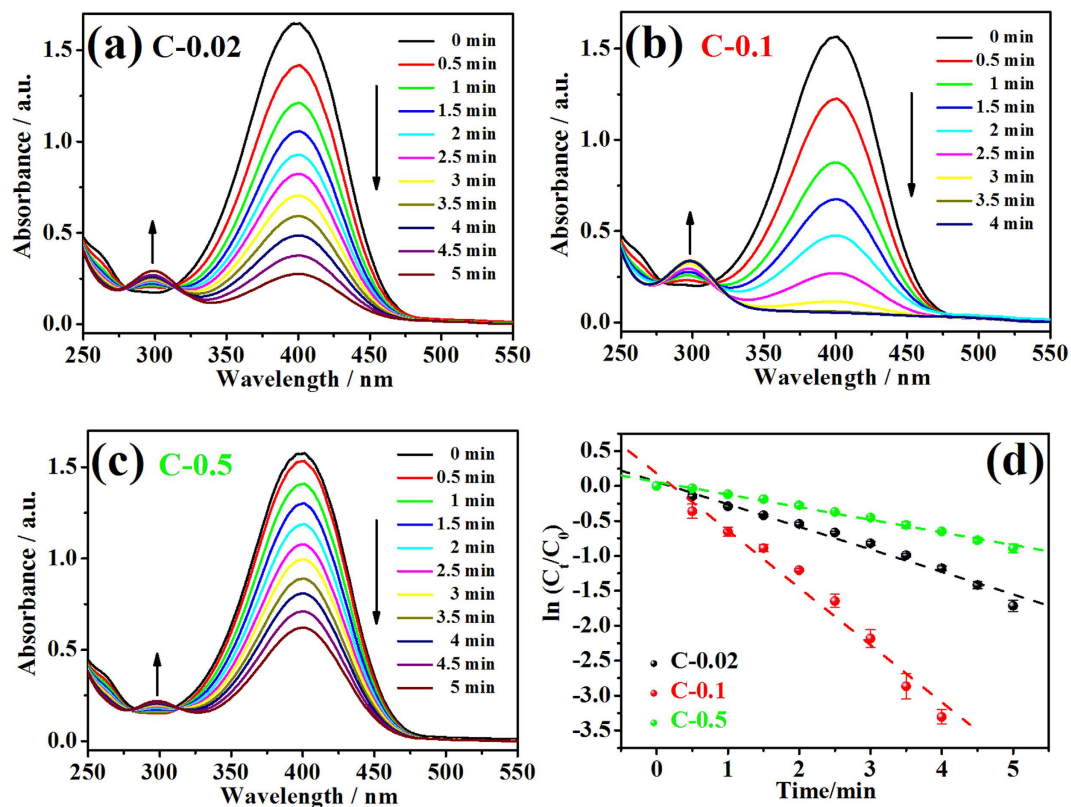 (a) C-0.02
0 min
0.5 min
1 min
1.5 min
2 min
2.5 min
3 min
3.5 min
4 min
4.5 min
5 min
1.5
1.0
0.5
0.0
Absorbance / a.u.
250 300 350 400 450 500 550
Wavelength / nm
(b) C-0.1
0 min
0.5 min
1 min
1.5 min
2 min
2.5 min
3 min
3.5 min
4 min
1.5
1.0
0.5
0.0
Absorbance / a.u.
250 300 350 400 450 500 550
Wavelength / nm
(c) C-0.5
0 min
0.5 min
1 min
1.5 min
2 min
2.5 min
3 min
3.5 min
4 min
4.5 min
5 min
1.5
1.0
0.5
0.0
Absorbance / a.u.
250 300 350 400 450 500 550
Wavelength / nm
(d)
0.5
0.0
-0.5
-1.0
-1.5
-2.0
-2.5
-3.0
-3.5
ln (Ct/C0)
C-0.02
C-0.1
C-0.5
0 1 2 3 4 5
Time/min